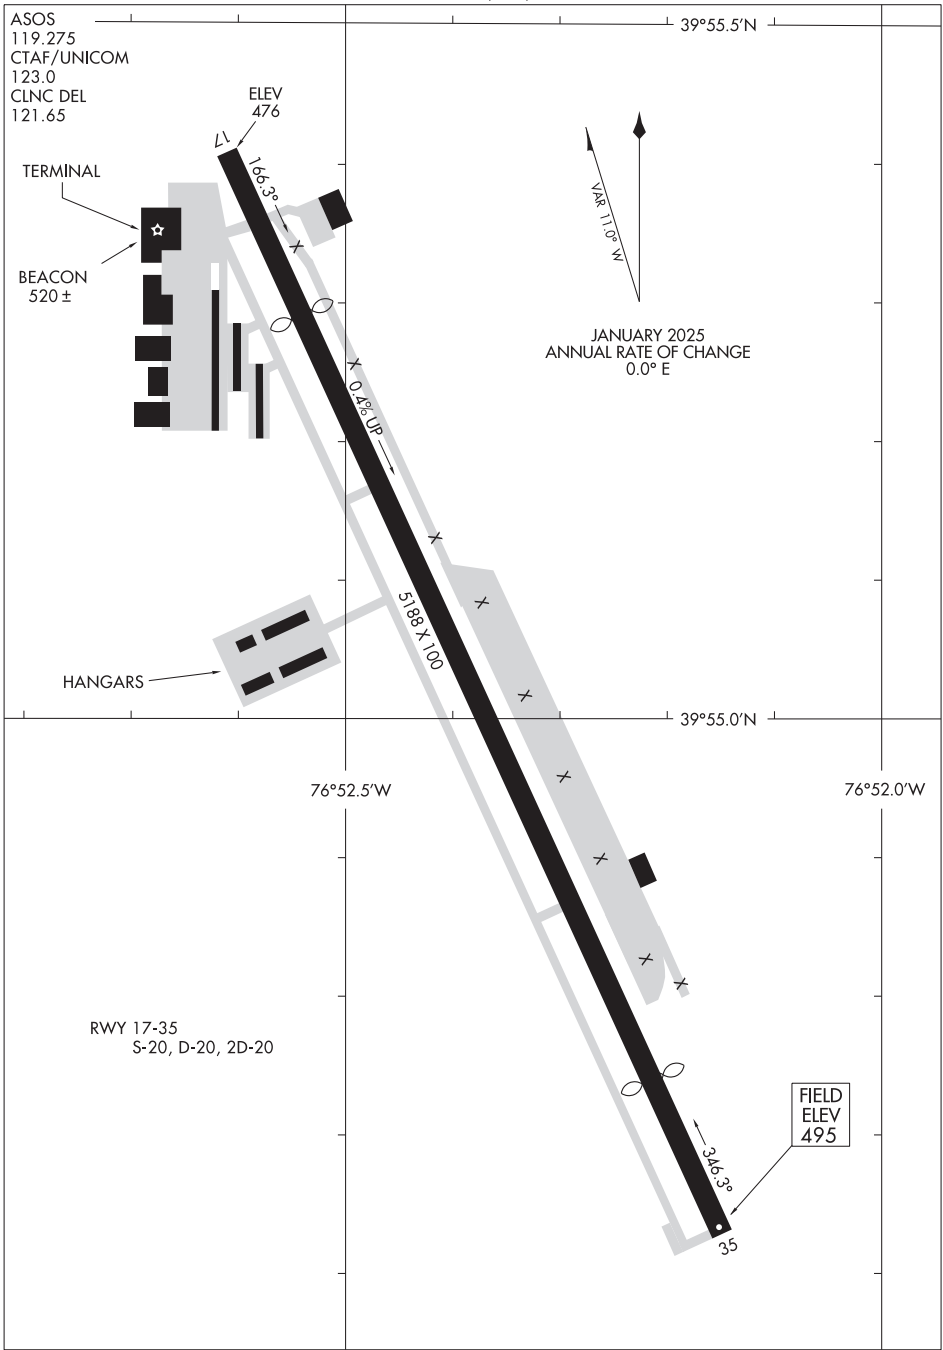 ASOS
119.275
CTAF/UNICOM
123.0
CLNC DEL
121.65
39°55.5'N
ELEV
476
17
TERMINAL
166.3°
VAR 11.0° W
BEACON
520 ±
JANUARY 2025
ANNUAL RATE OF CHANGE
0.0° E
0.4% UP
5188 X 100
HANGARS
39°55.0'N
76°52.5'W
76°52.0'W
RWY 17-35
S-20, D-20, 2D-20
FIELD
ELEV
495
346.3°
35